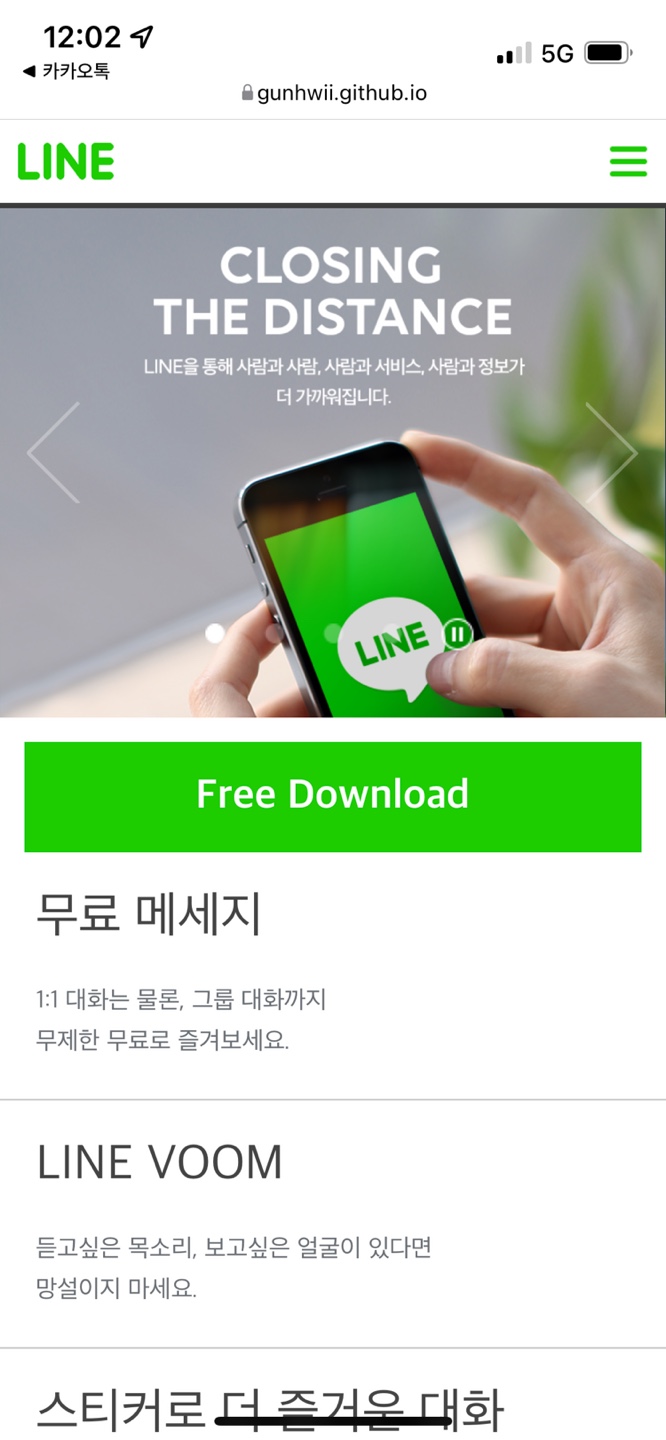 12:02
5G
◀ 카카오톡
gunhwii.github.io
LINE
CLOSING
THE DISTANCE
LINE을 통해 사람과 사람, 사람과 서비스, 사람과 정보가
더 가까워집니다.
LINE
Free Download
무료 메세지
1:1 대화는 물론, 그룹 대화까지
무제한 무료로 즐겨보세요.
LINE VOOM
듣고싶은 목소리, 보고싶은 얼굴이 있다면
망설이지 마세요.
스티커로 더 즐거운 대화